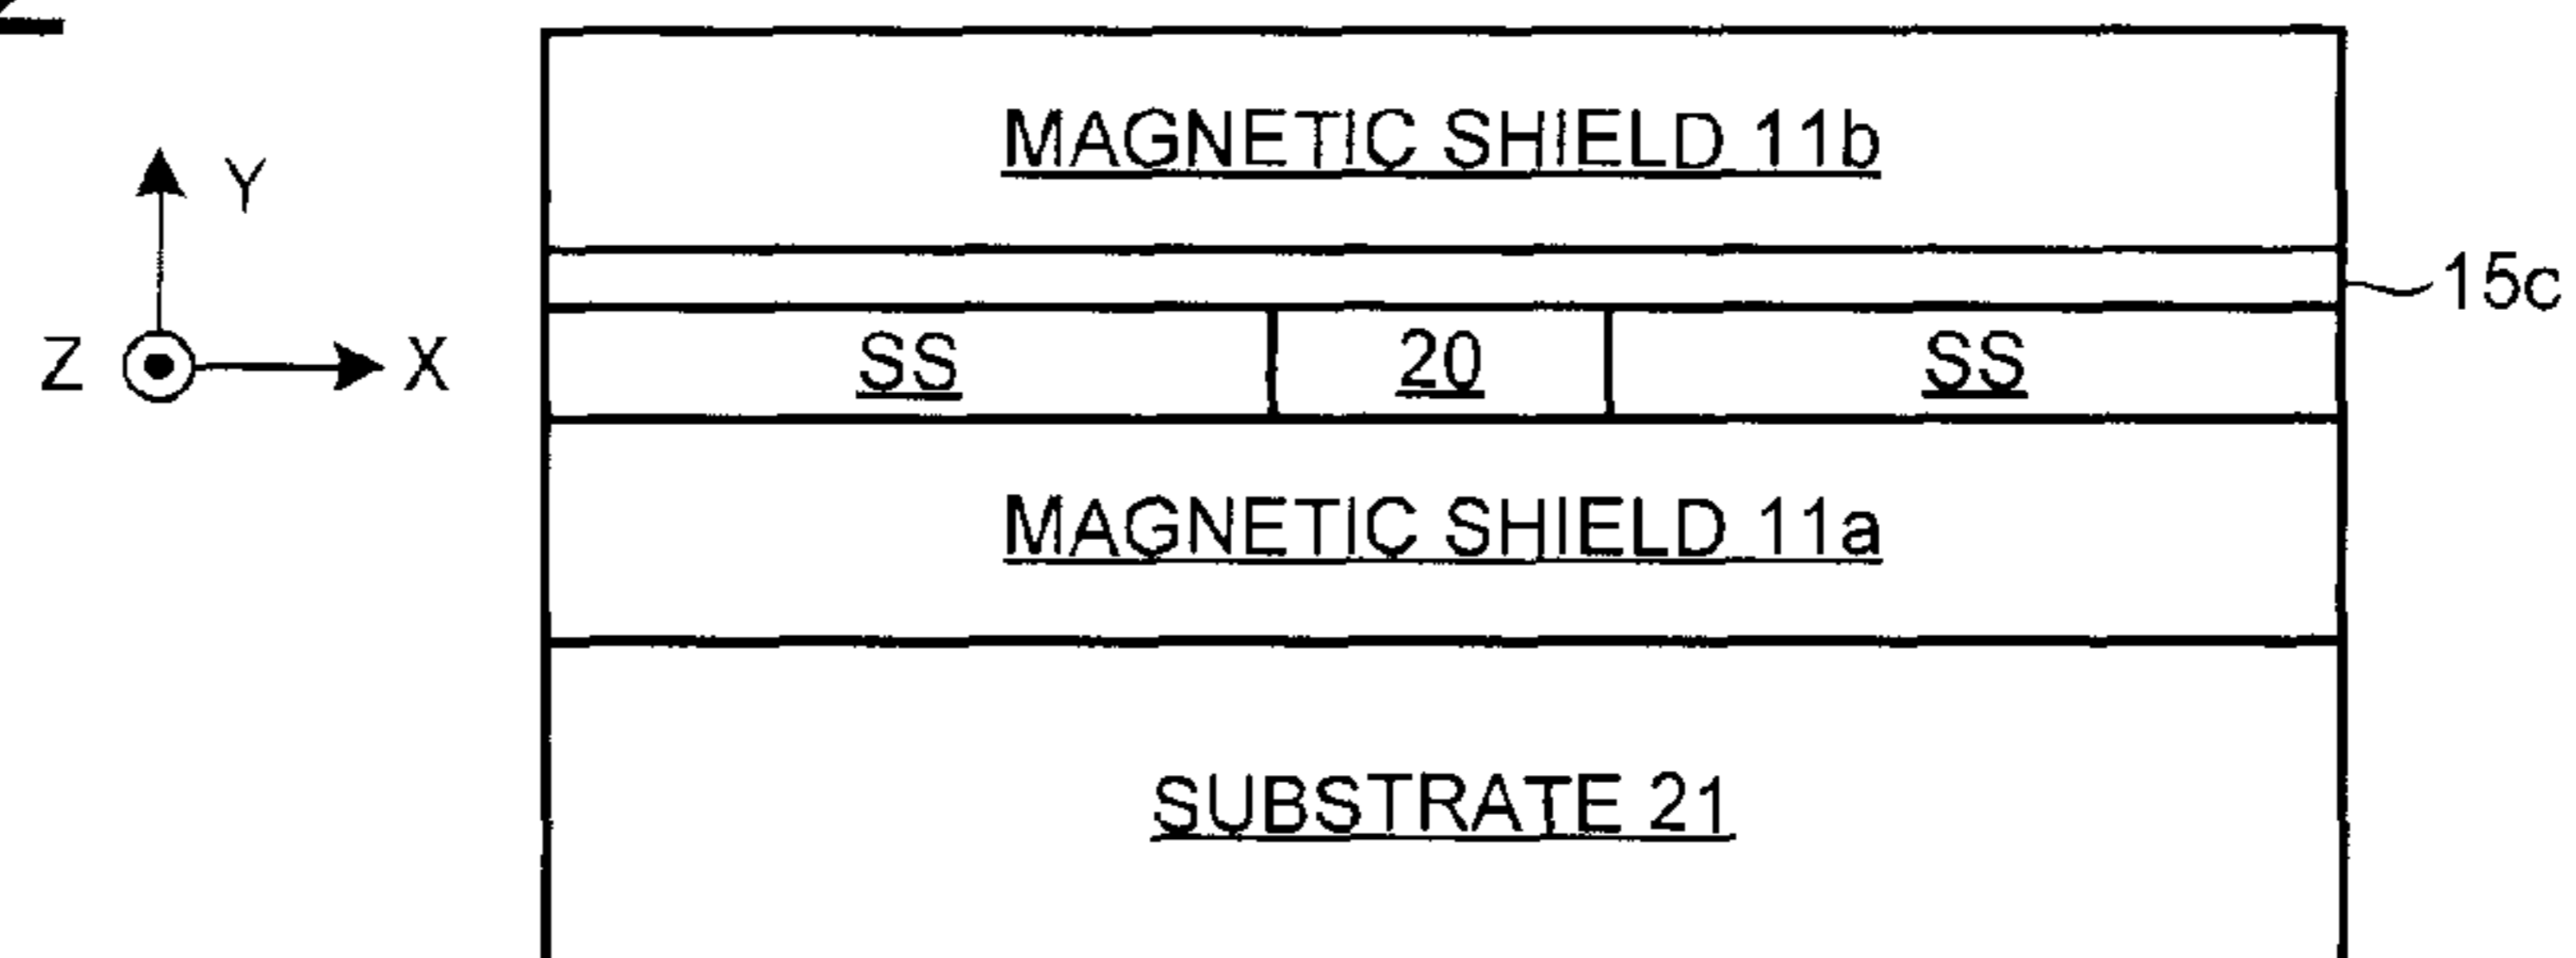 MAGNETIC SHIELD 11b
Y
15c
Z X
SS 20 SS
MAGNETIC SHIELD 11a
SUBSTRATE 21